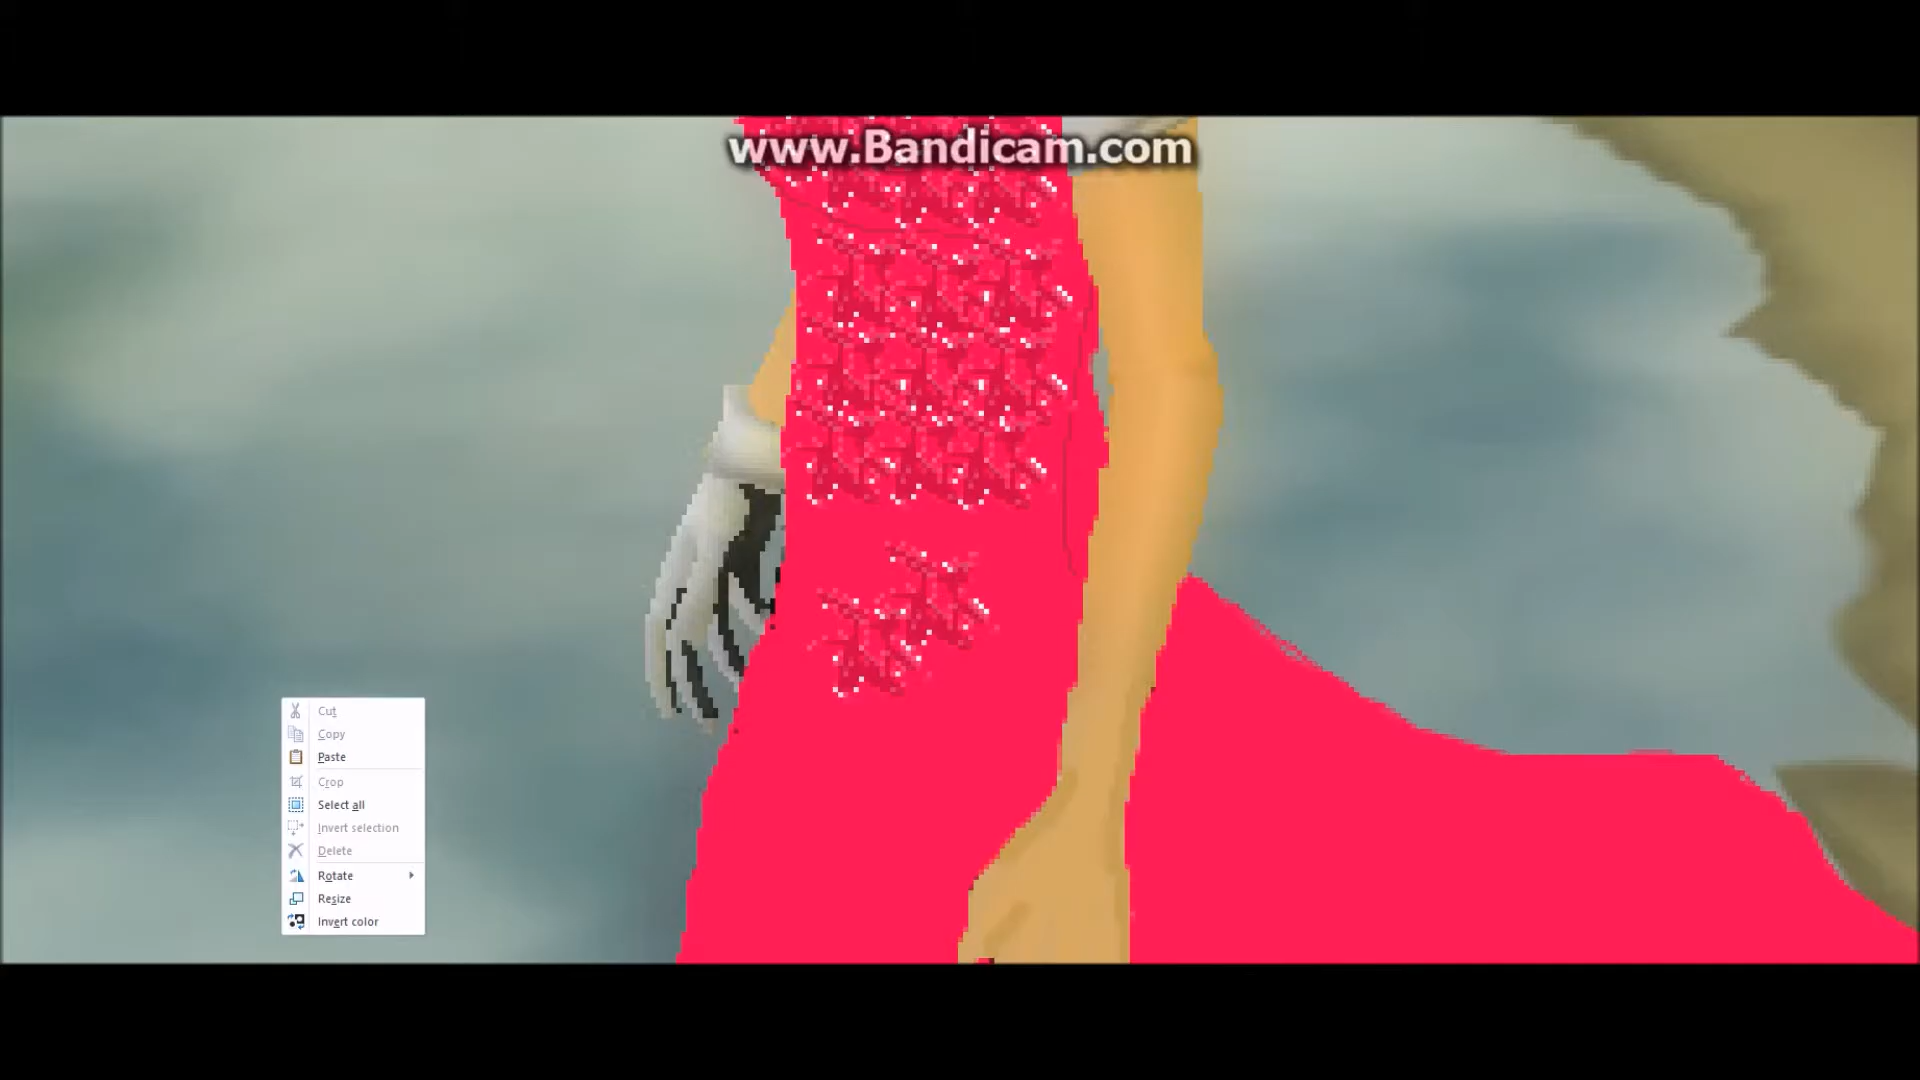 www.Bandicam.com
Cut
Copy
Paste
Crop
Select all
Invert selection
Delete
Rotate
Resize
Invert color